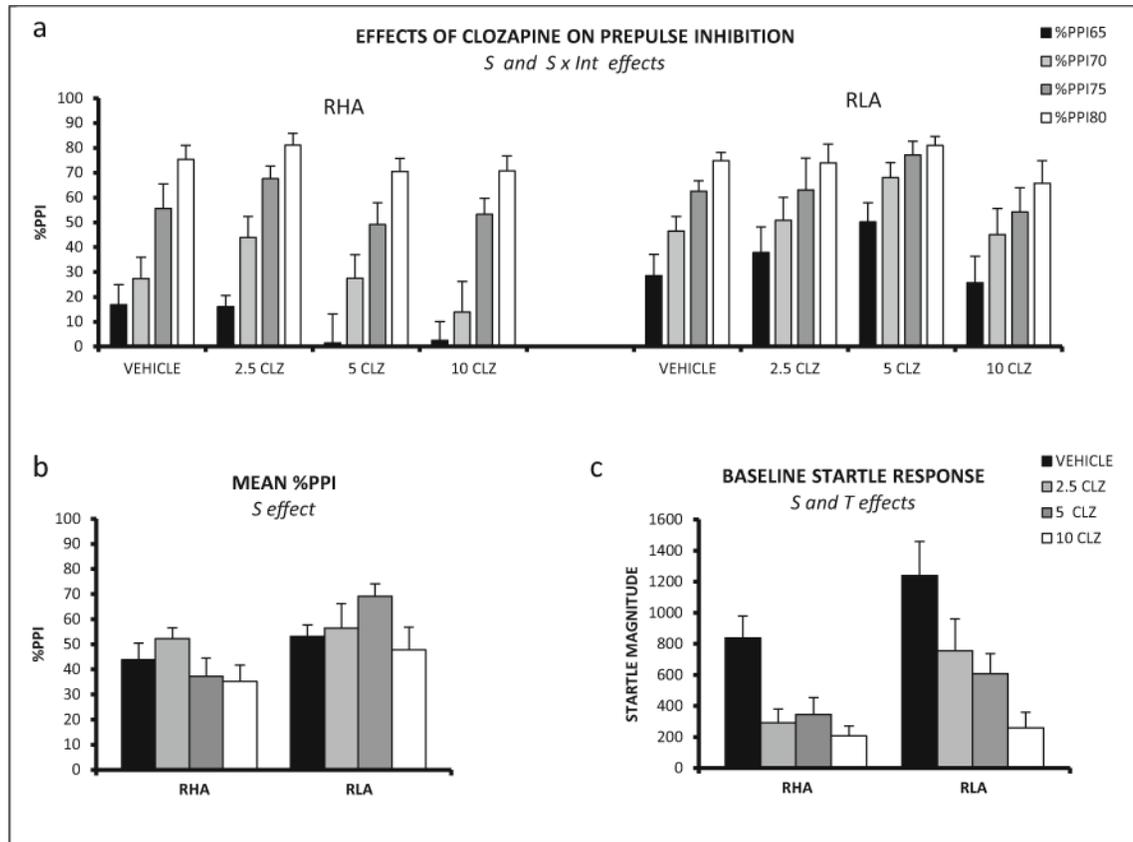 a
EFFECTS OF CLOZAPINE ON PREPULSE INHIBITION
S and S x Int effects
%PPI65
%PPI70
%PPI75
%PPI80
RHA
RLA
%PPI
100
90
80
70
60
50
40
30
20
10
0
VEHICLE 2.5 CLZ 5 CLZ 10 CLZ VEHICLE 2.5 CLZ 5 CLZ 10 CLZ
b
MEAN %PPI
S effect
%PPI
100
90
80
70
60
50
40
30
20
10
0
RHA RLA
c
BASELINE STARTLE RESPONSE
S and T effects
VEHICLE
2.5 CLZ
5 CLZ
10 CLZ
STARTLE MAGNITUDE
1600
1400
1200
1000
800
600
400
200
0
RHA RLA